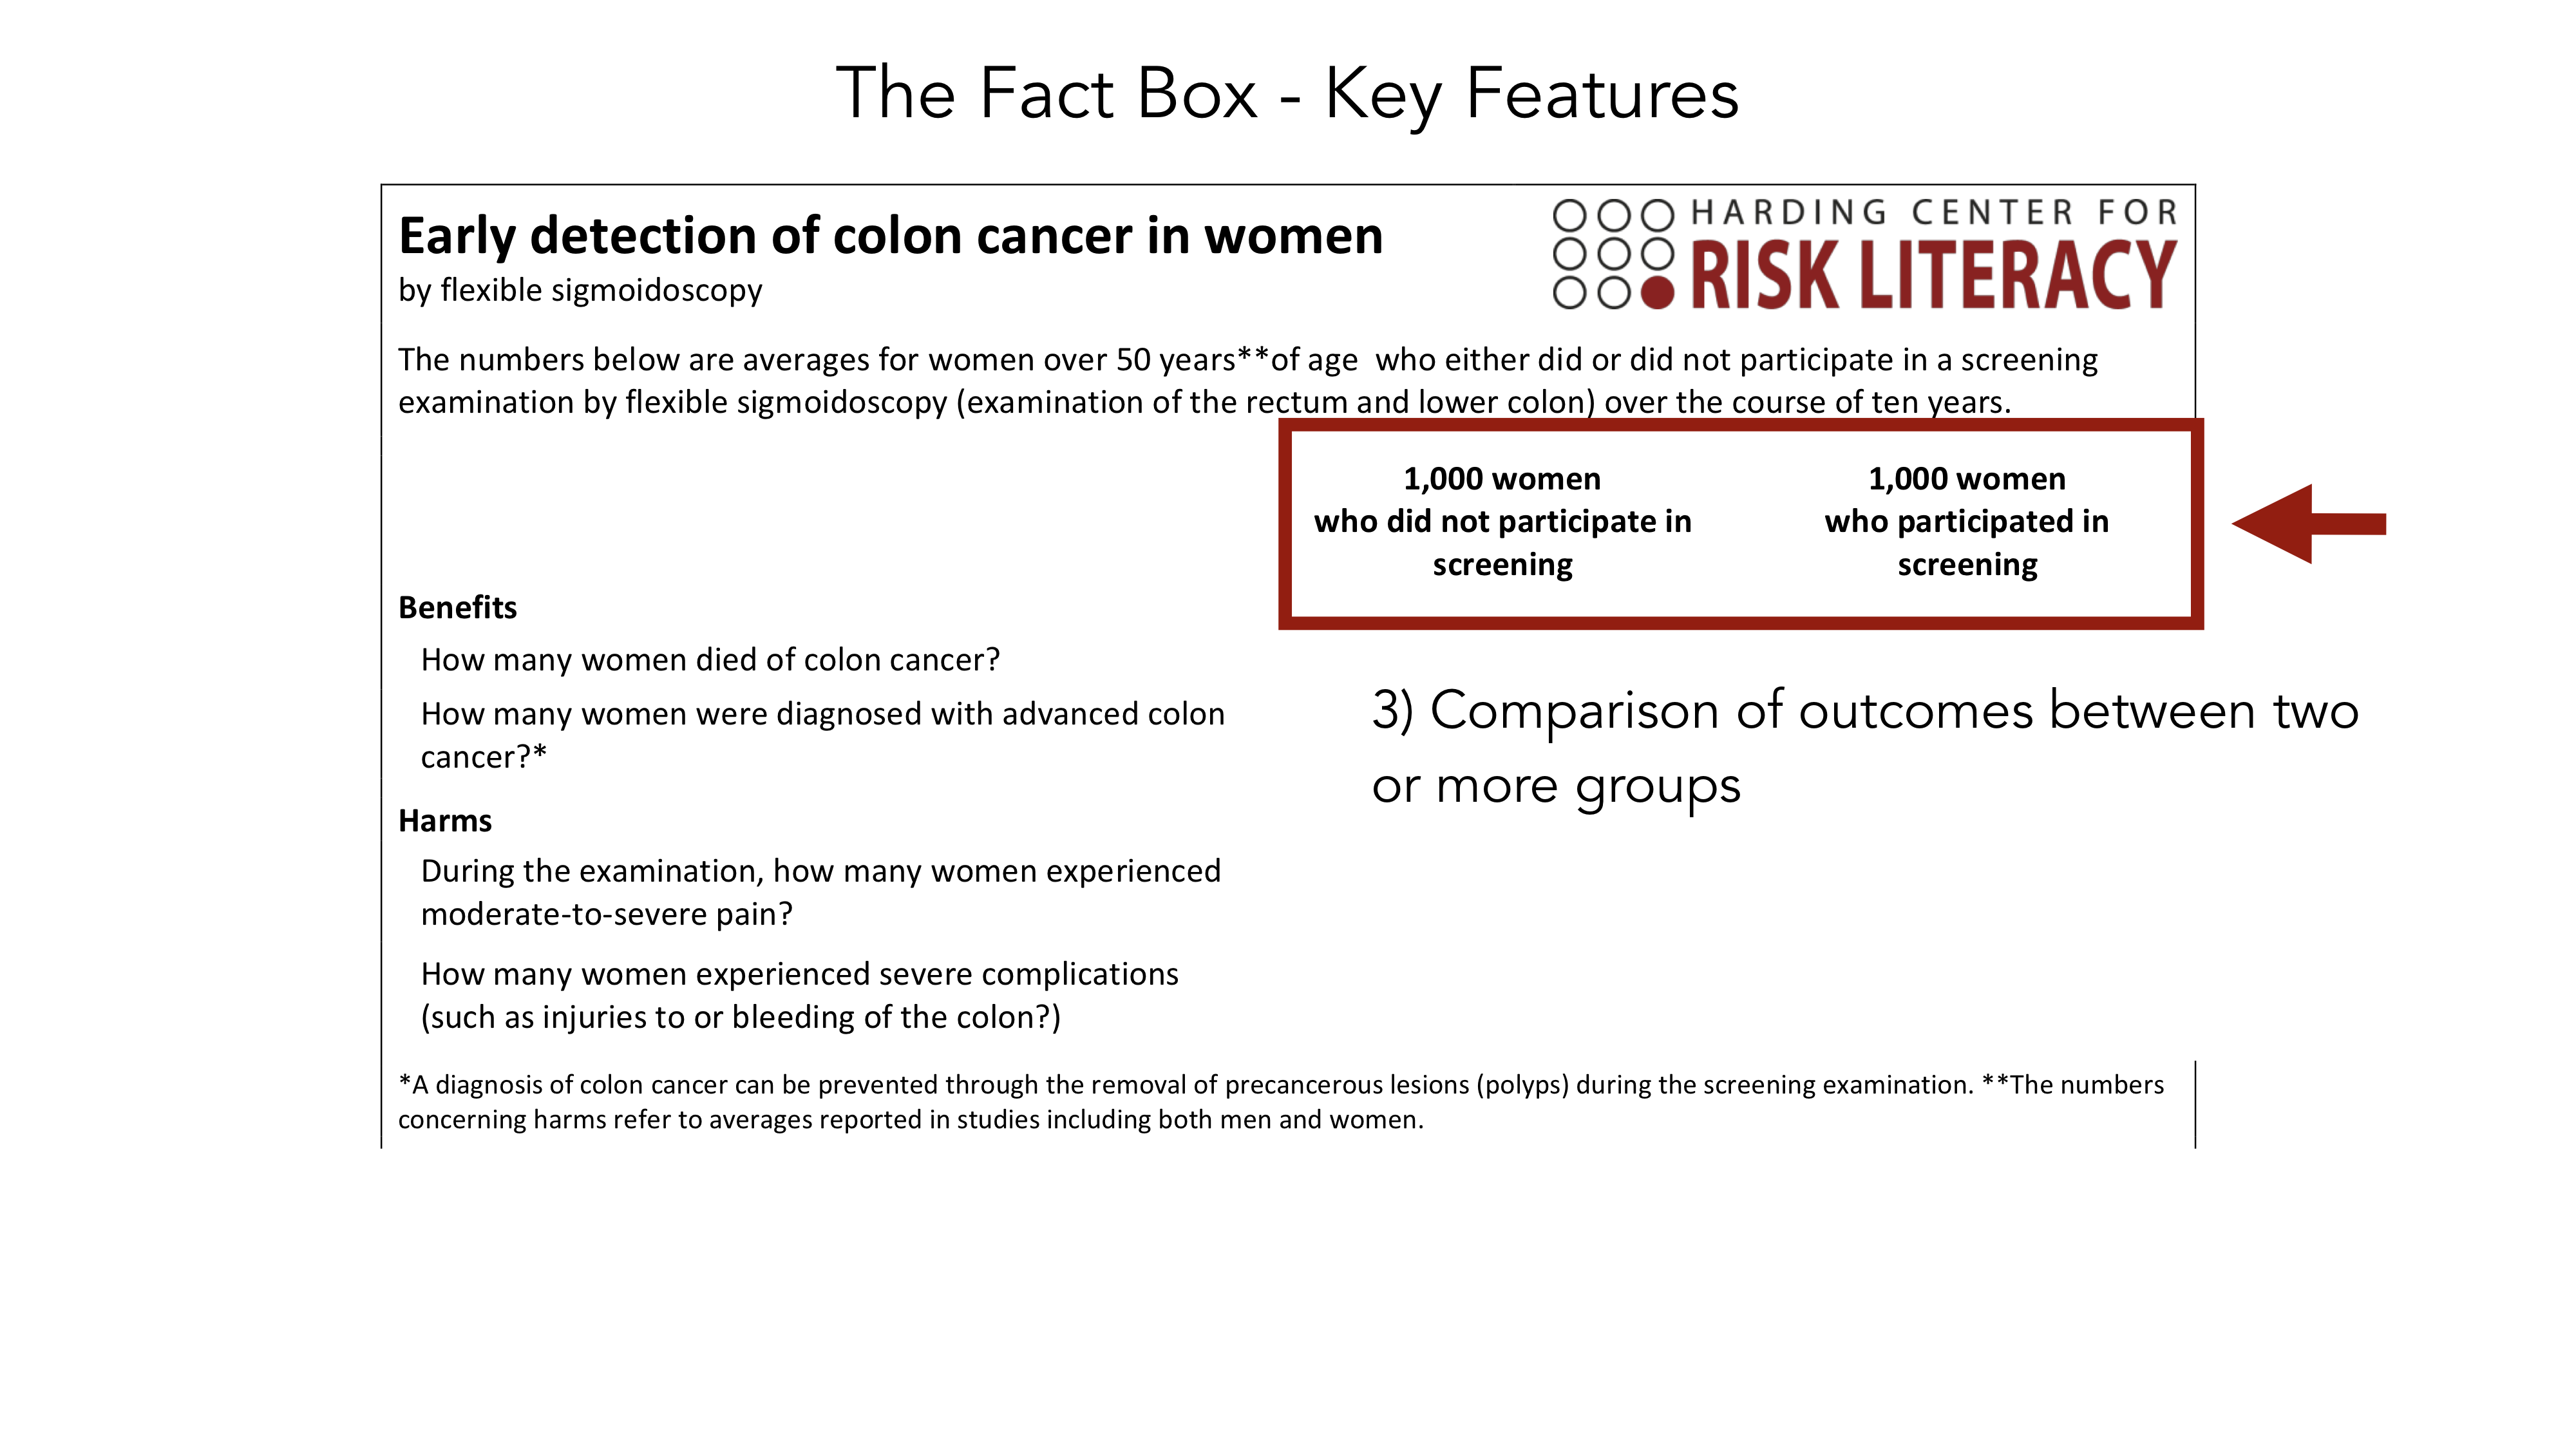 The Fact Box - Key Features
Early detection of colon cancer in women
by flexible sigmoidoscopy
HARDING CENTER FOR
RISK LITERACY
The numbers below are averages for women over 50 years**of age  who either did or did not participate in a screening
examination by flexible sigmoidoscopy (examination of the rectum and lower colon) over the course of ten years.
1,000 women
who did not participate in
screening
1,000 women
who participated in
screening
Benefits
How many women died of colon cancer?
How many women were diagnosed with advanced colon
cancer?*
3) Comparison of outcomes between two
or more groups
Harms
During the examination, how many women experienced
moderate-to-severe pain?
How many women experienced severe complications
(such as injuries to or bleeding of the colon?)
*A diagnosis of colon cancer can be prevented through the removal of precancerous lesions (polyps) during the screening examination. **The numbers
concerning harms refer to averages reported in studies including both men and women.